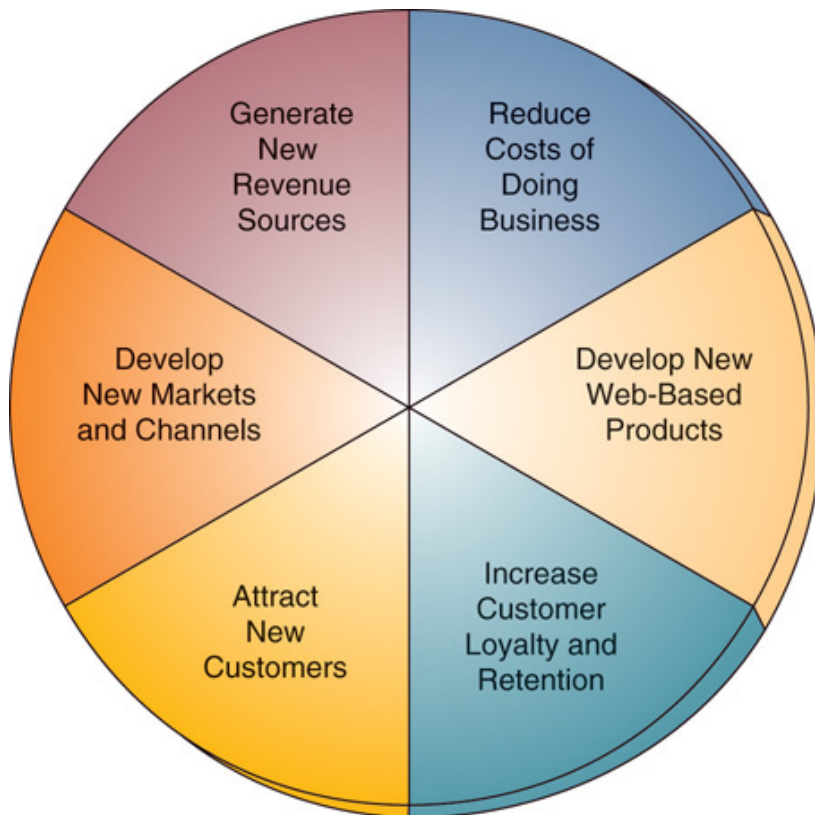 Generate
New
Revenue
Sources
Reduce
Costs of
Doing
Business
Develop
New Markets
and Channels
Develop New
Web-Based
Products
Attract
New
Customers
Increase
Customer
Loyalty and
Retention